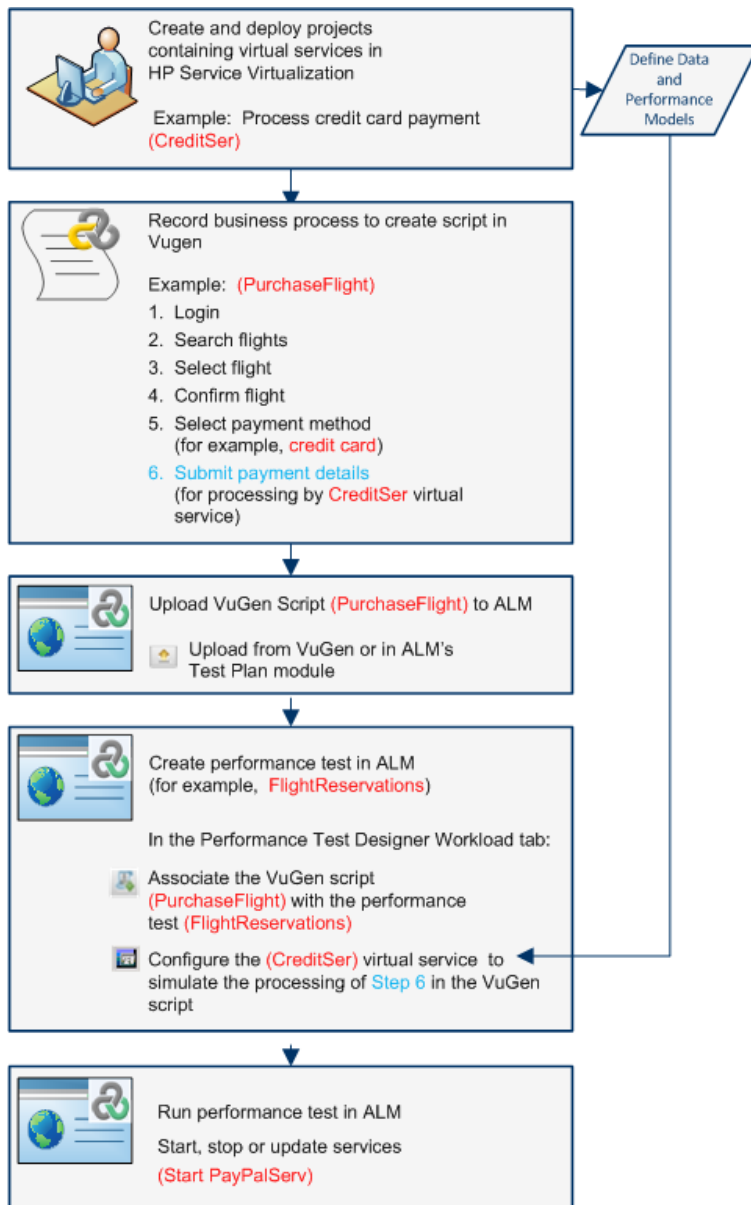 Create and deploy projects
containing virtual services in
HP Service Virtualization
Example: Process credit card payment
(CreditSer)
Define Data
and
Performance
Models
Record business process to create script in
Vugen
Example: (PurchaseFlight)
1. Login
2. Search flights
3. Select flight
4. Confirm flight
5. Select payment method
(for example, credit card)
6. Submit payment details
(for processing by CreditSer virtual
service)
Upload VuGen Script (PurchaseFlight) to ALM
Upload from VuGen or in ALM's
Test Plan module
Create performance test in ALM
(for example, FlightReservations)
In the Performance Test Designer Workload tab:
Associate the VuGen script
(PurchaseFlight) with the performance
test (FlightReservations)
Configure the (CreditSer) virtual service to
simulate the processing of Step 6 in the VuGen
script
Run performance test in ALM
Start, stop or update services
(Start PayPalServ)